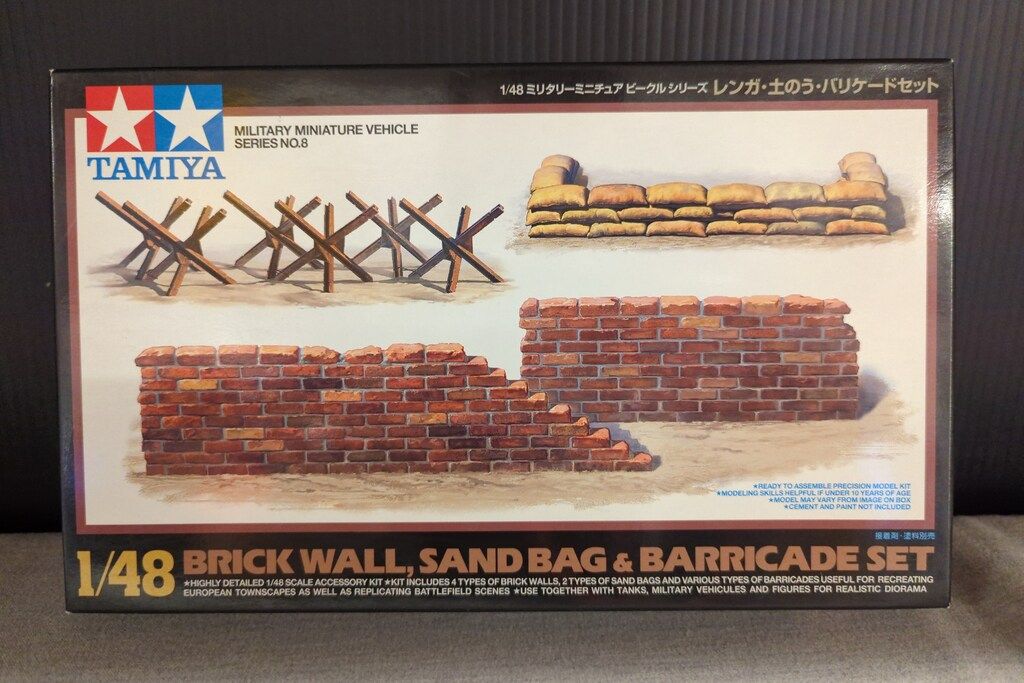 1/48 ミリタリーミニチュア ビークル シリーズ レンガ・土のう・バリケードセット
TAMIYA
MILITARY MINIATURE VEHICLE
SERIES NO.8
★READY TO ASSEMBLE PRECISION MODEL KIT
★MODELING SKILLS HELPFUL IF UNDER 10 YEARS OF AGE
★MODEL MAY VARY FROM IMAGE ON BOX
★CEMENT AND PAINT NOT INCLUDED
接着剤・塗料別売
1/48 BRICK WALL, SAND BAG & BARRICADE SET
★HIGHLY DETAILED 1/48 SCALE ACCESSORY KIT ★KIT INCLUDES 4 TYPES OF BRICK WALLS, 2 TYPES OF SAND BAGS AND VARIOUS TYPES OF BARRICADES USEFUL FOR RECREATING
EUROPEAN TOWNSCAPES AS WELL AS REPLICATING BATTLEFIELD SCENES ★USE TOGETHER WITH TANKS, MILITARY VEHICLES AND FIGURES FOR REALISTIC DIORAMA